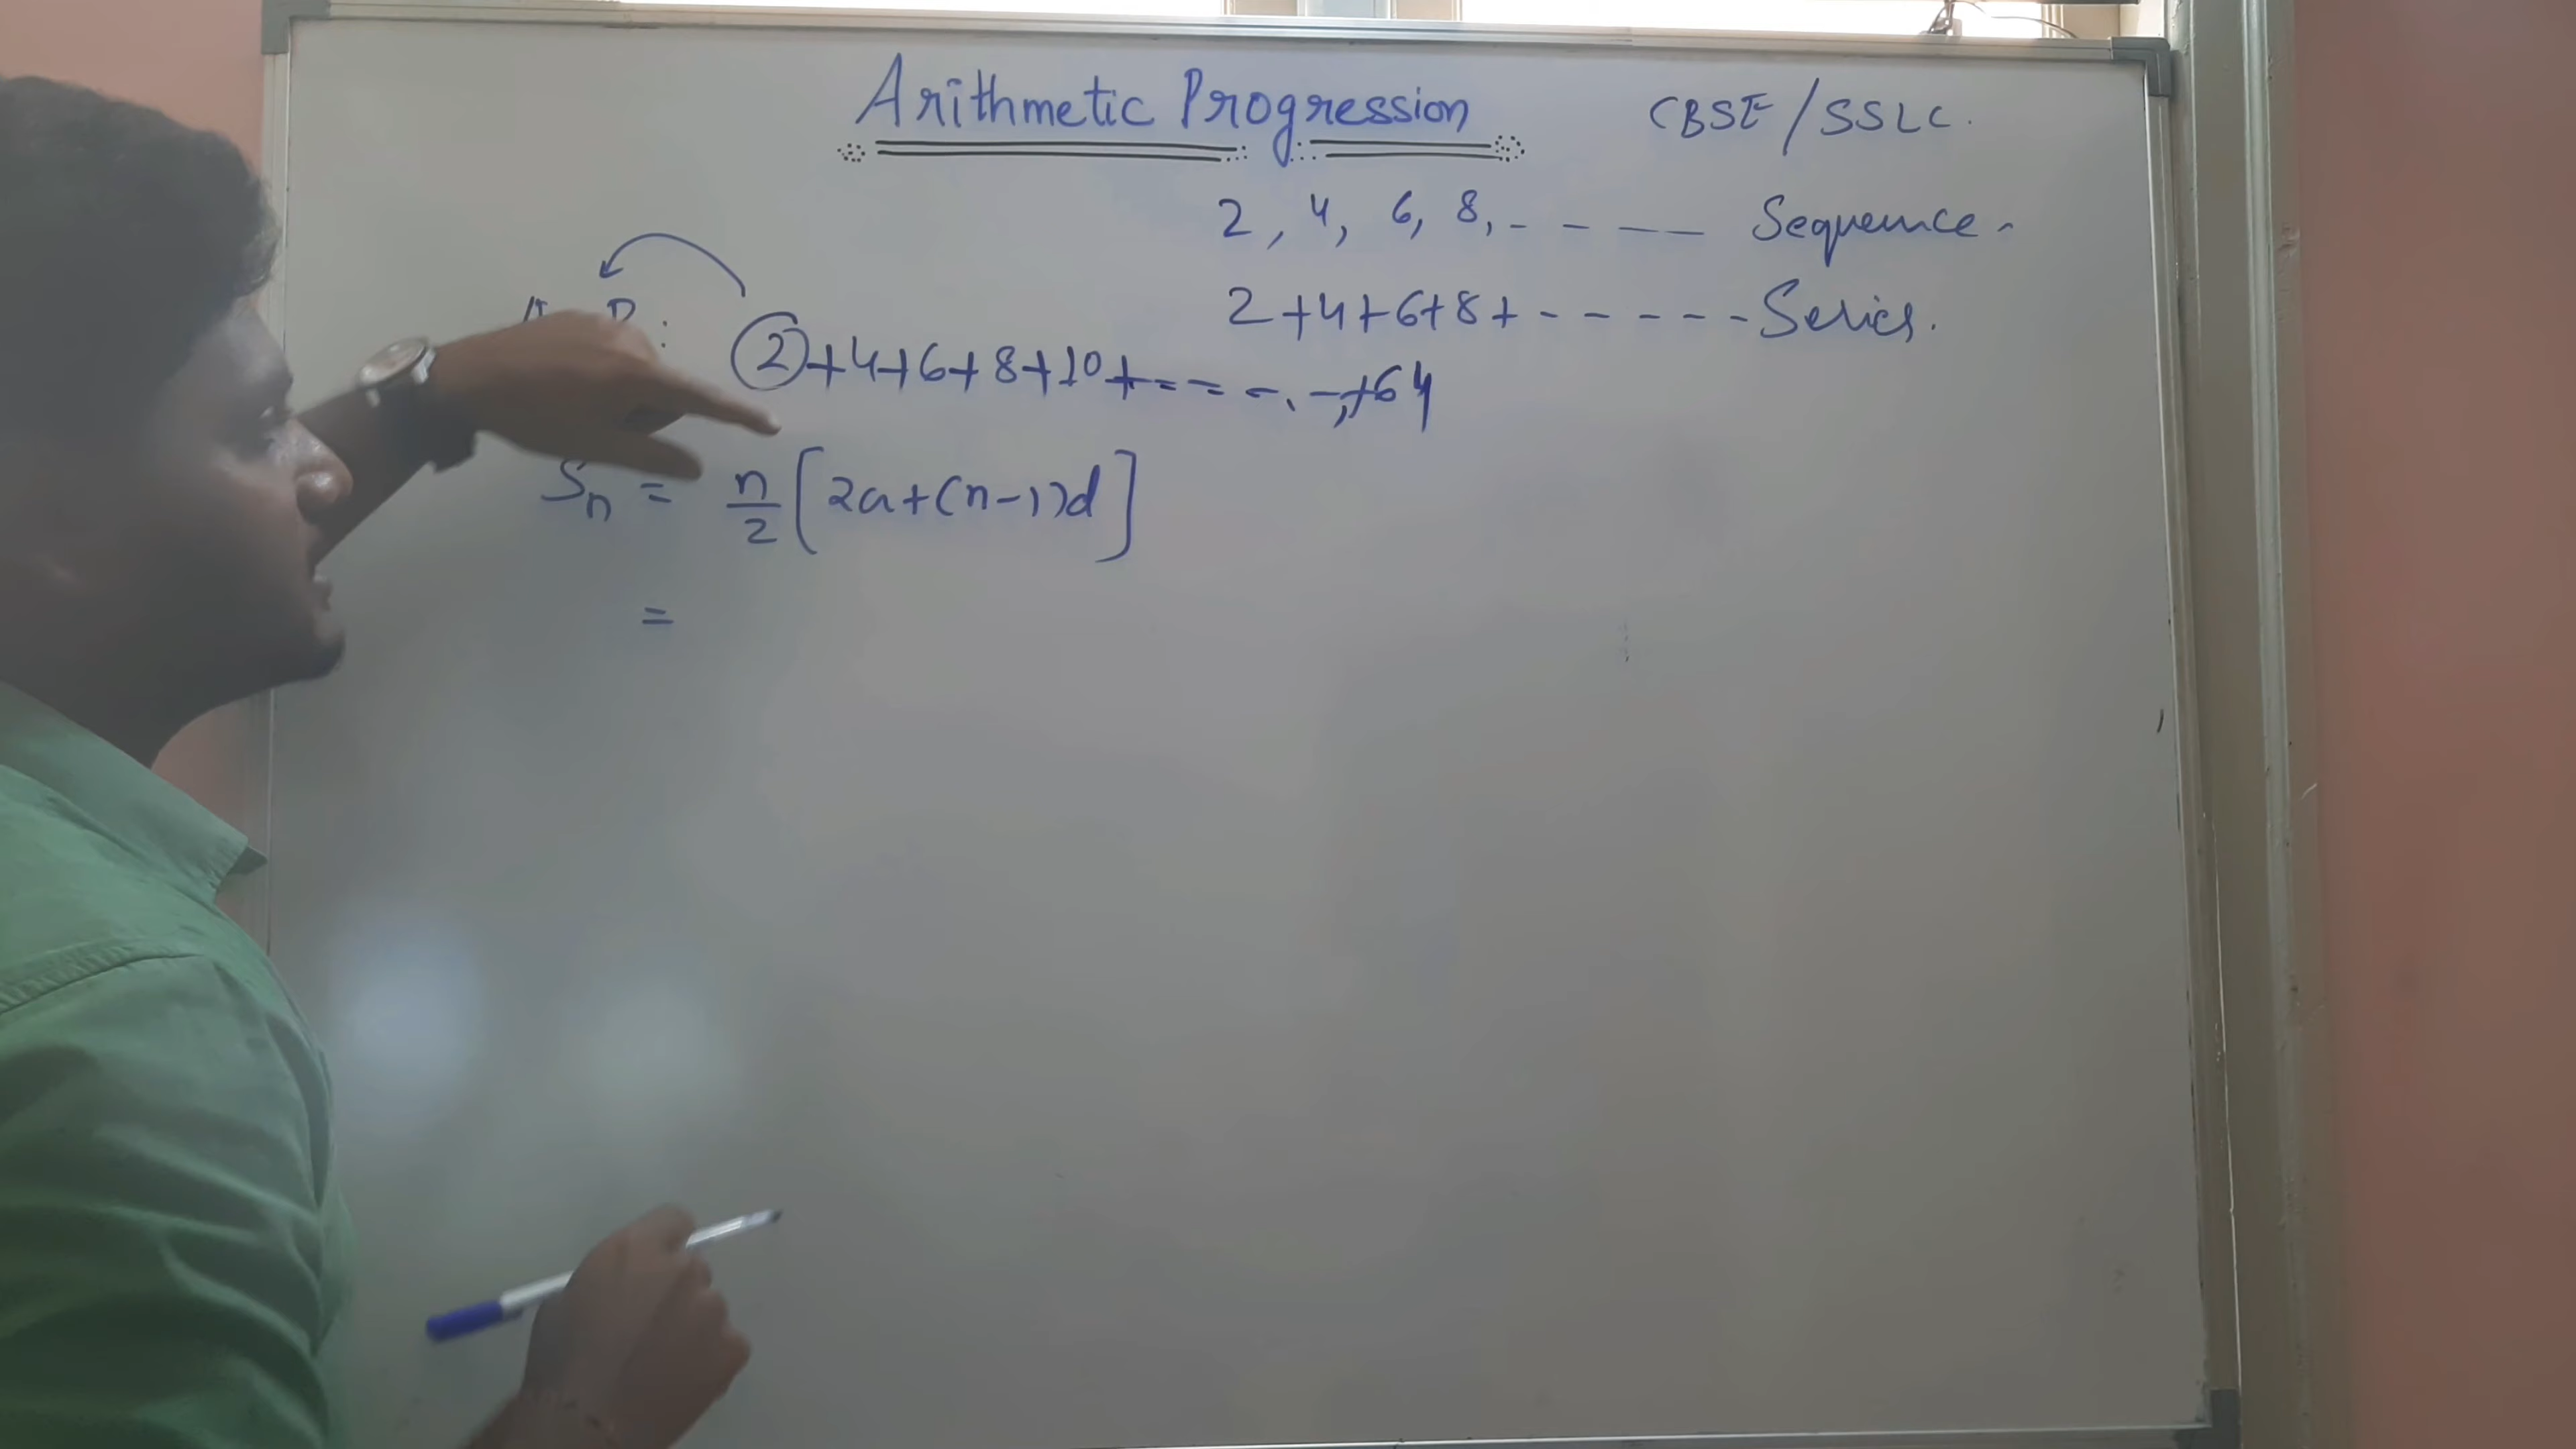 Arithmetic Progression
CBSE / SSLC.
2, 4, 6, 8, - - - - Sequence
2 + 4 + 6 + 8 + - - - - - Series.
2 + 4 + 6 + 8 + 10 + - - - - , + 64
Sn = n/2 [2a + (n-1)d]
=